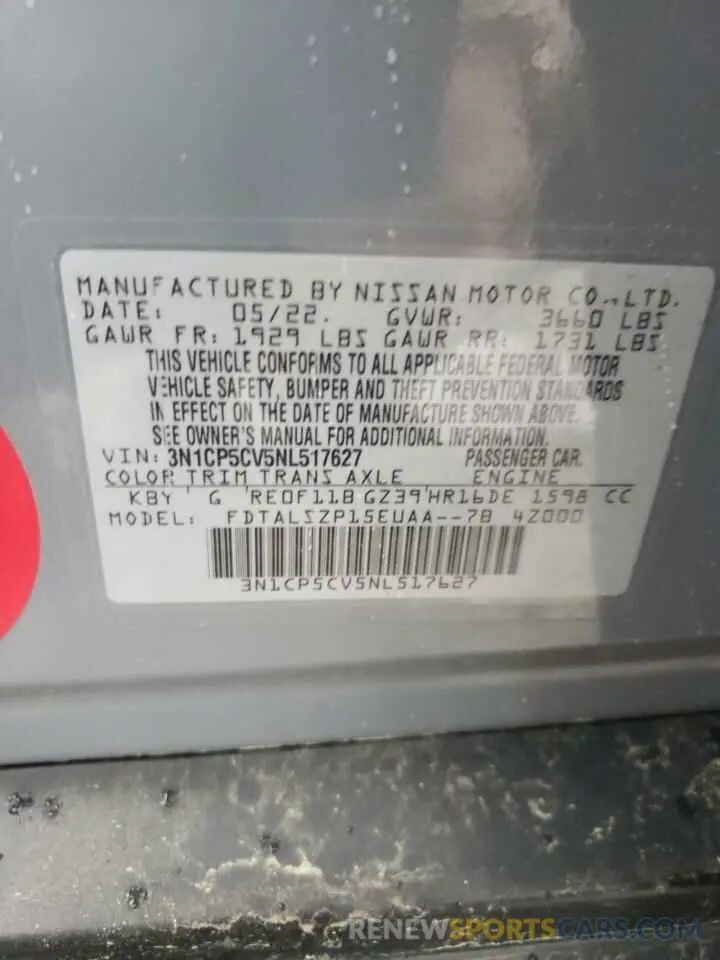 MANUFACTURED BY NISSAN MOTOR CO., LTD.
DATE: 05/22. GVWR: 3660 LBS
GAWR FR: 1929 LBS GAWR RR: 1731 LBS
THIS VEHICLE CONFORMS TO ALL APPLICABLE FEDERAL MOTOR
VEHICLE SAFETY, BUMPER AND THEFT PREVENTION STANDARDS
IN EFFECT ON THE DATE OF MANUFACTURE SHOWN ABOVE.
SEE OWNER'S MANUAL FOR ADDITIONAL INFORMATION.
VIN: 3N1CP5CV5NL517627 PASSENGER CAR.
COLOR TRIM TRANS AXLE ENGINE
KBY G RE0F11B GZ39 HR16DE 1598 CC
MODEL: FDTALSZP15EUAA--7B 4Z000
3N1CP5CV5NL517627
RENEWSPORTSCARS.COM